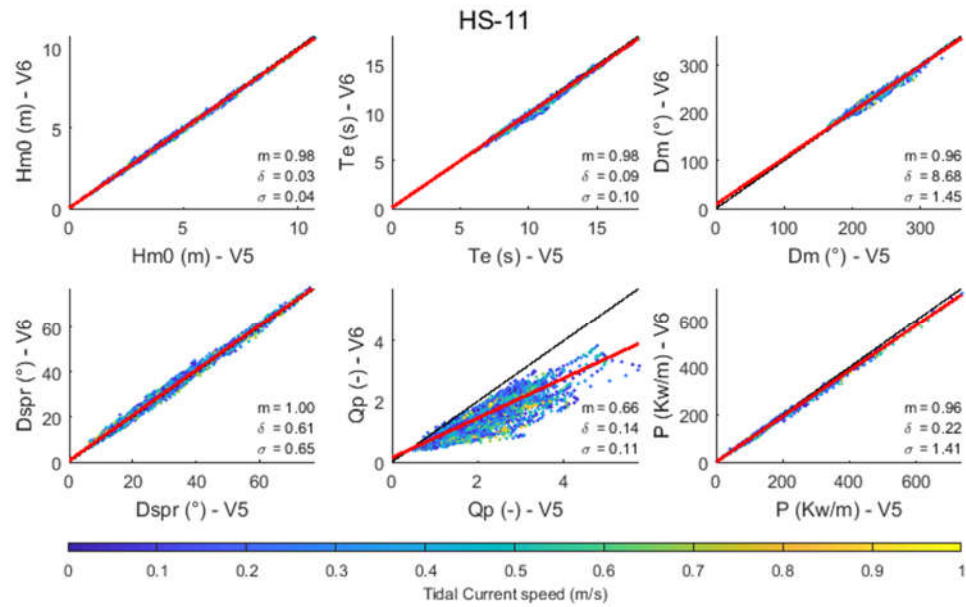 HS-11
10
5
0
Hm0 (m) - V6
m = 0.98
δ = 0.03
σ = 0.04
0 5 10
Hm0 (m) - V5
15
10
5
0
Te (s) - V6
m = 0.98
δ = 0.09
σ = 0.10
0 5 10 15
Te (s) - V5
300
200
100
0
Dm (°) - V6
m = 0.96
δ = 8.68
σ = 1.45
0 100 200 300
Dm (°) - V5
60
40
20
0
Dspr (°) - V6
m = 1.00
δ = 0.61
σ = 0.65
0 20 40 60
Dspr (°) - V5
4
2
0
Qp (-) - V6
m = 0.66
δ = 0.14
σ = 0.11
0 2 4
Qp (-) - V5
600
400
200
0
P (Kw/m) - V6
m = 0.96
δ = 0.22
σ = 1.41
0 200 400 600
P (Kw/m) - V5
0 0.1 0.2 0.3 0.4 0.5 0.6 0.7 0.8 0.9 1
Tidal Current speed (m/s)